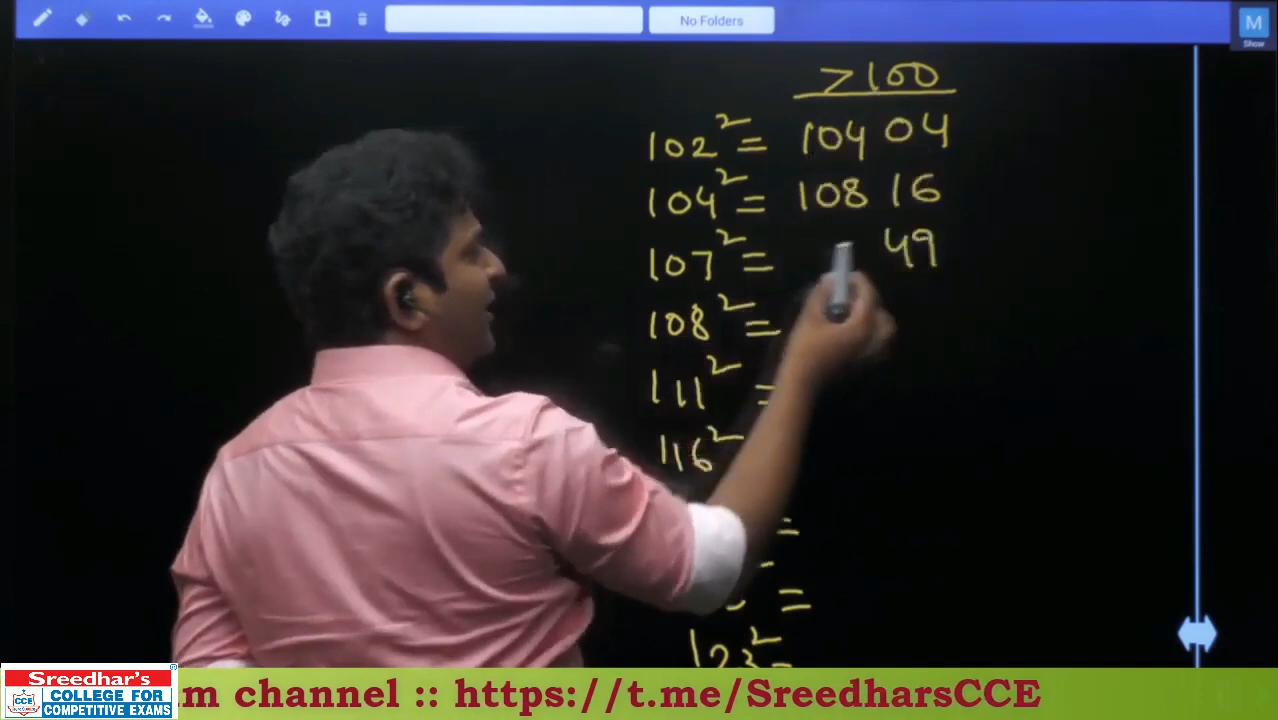 No Folders
M
Show
>100
102² = 104 04
104² = 108 16
107² = 49
108² =
111² =
116²
=
=
123² =
Sreedhar's
COLLEGE FOR
COMPETITIVE EXAMS
CCE
m channel :: https://t.me/SreedharsCCE